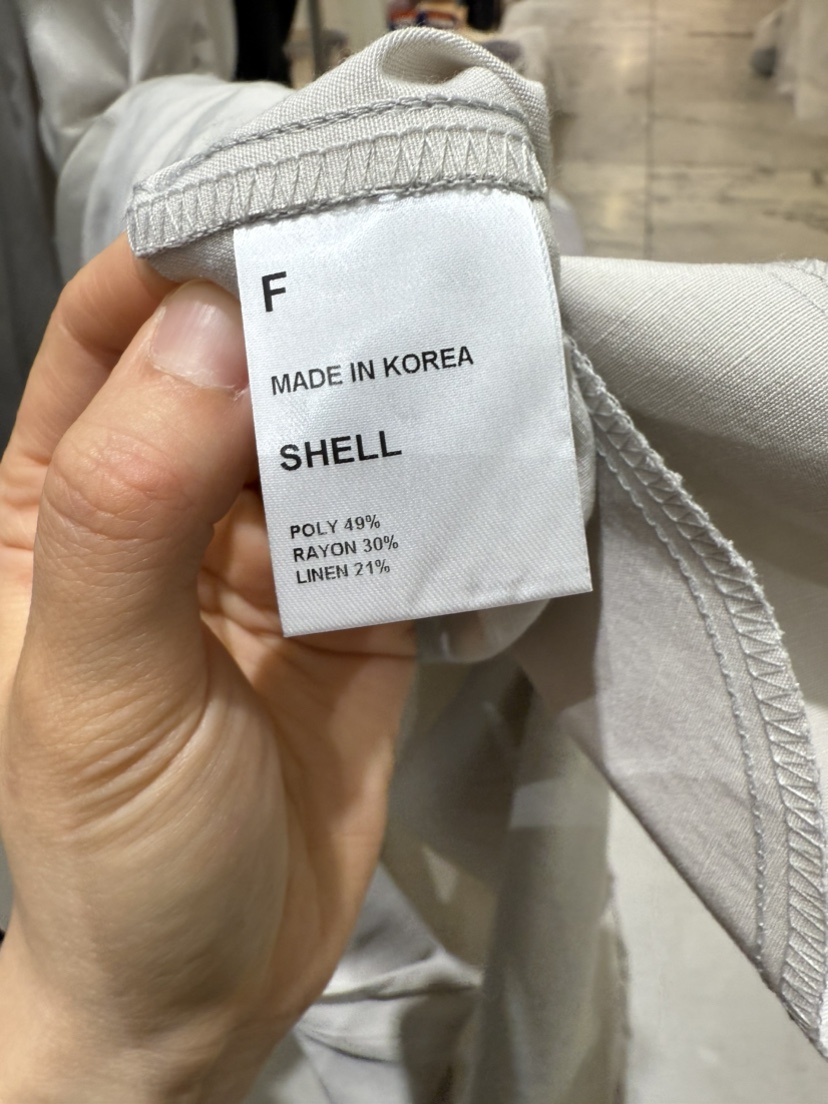 F
MADE IN KOREA
SHELL
POLY 49%
RAYON 30%
LINEN 21%